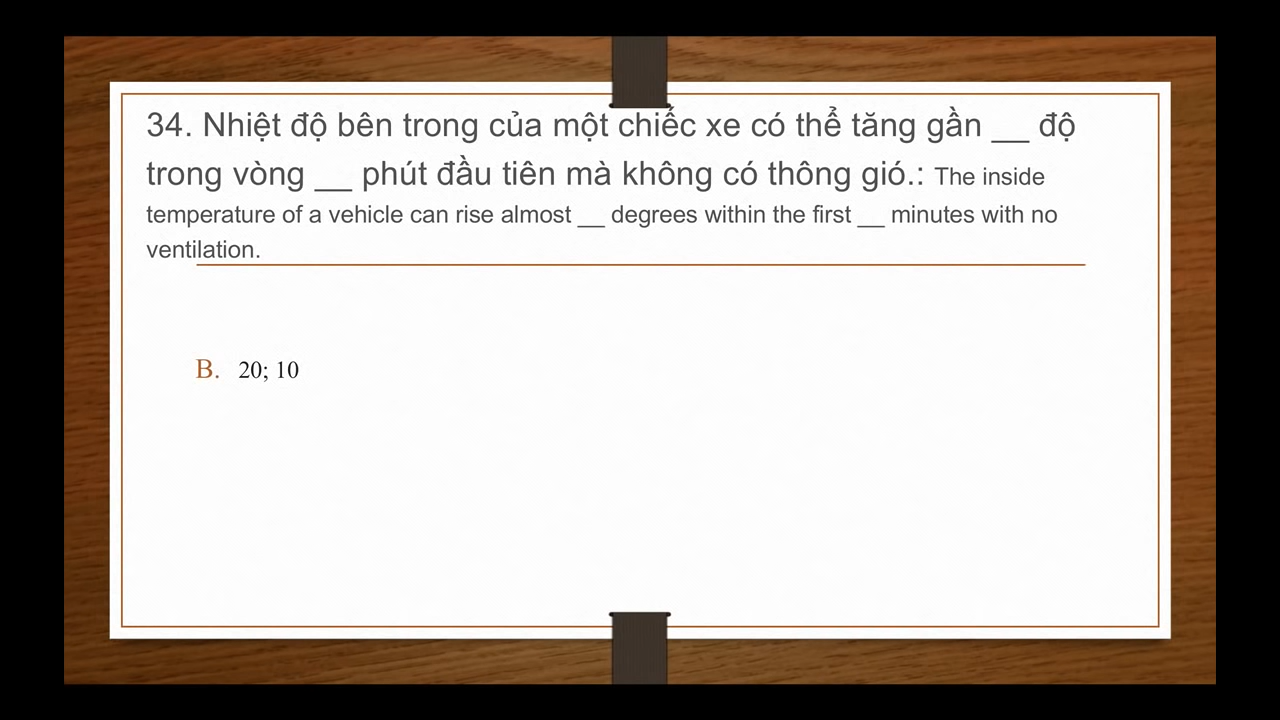 34. Nhiệt độ bên trong của một chiếc xe có thể tăng gần __ độ
trong vòng __ phút đầu tiên mà không có thông gió.: The inside
temperature of a vehicle can rise almost __ degrees within the first __ minutes with no
ventilation.
B. 20; 10